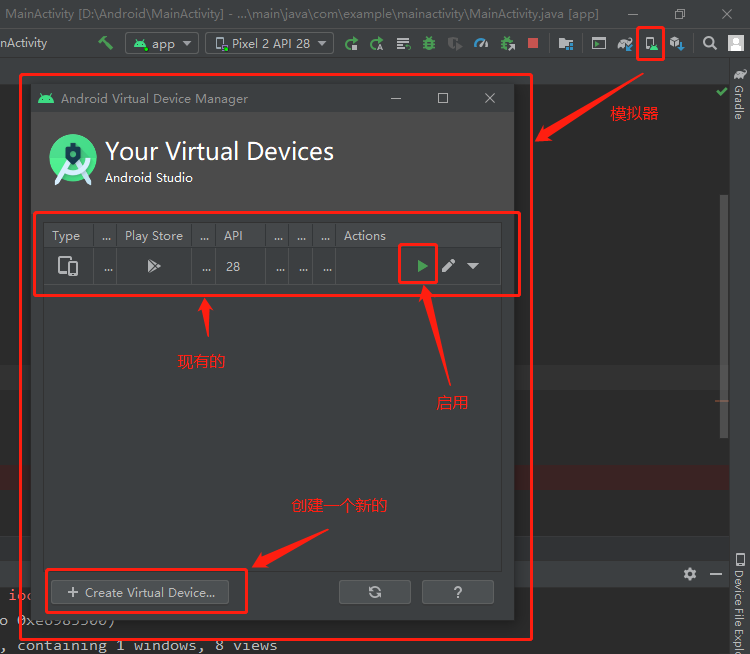 MainActivity [D:\Android\MainActivity] - ...\main\java\com\example\mainactivity\MainActivity.java [app]
nActivity
app
Pixel 2 API 28
模拟器
Gradle
Android Virtual Device Manager
Your Virtual Devices
Android Studio
Type ... Play Store ... API ... ... ... Actions
... ... 28 ... ... ...
现有的
启用
创建一个新的
+ Create Virtual Device...
?
Device File Explo
o 0xe8985300)
, containing 1 windows, 8 views